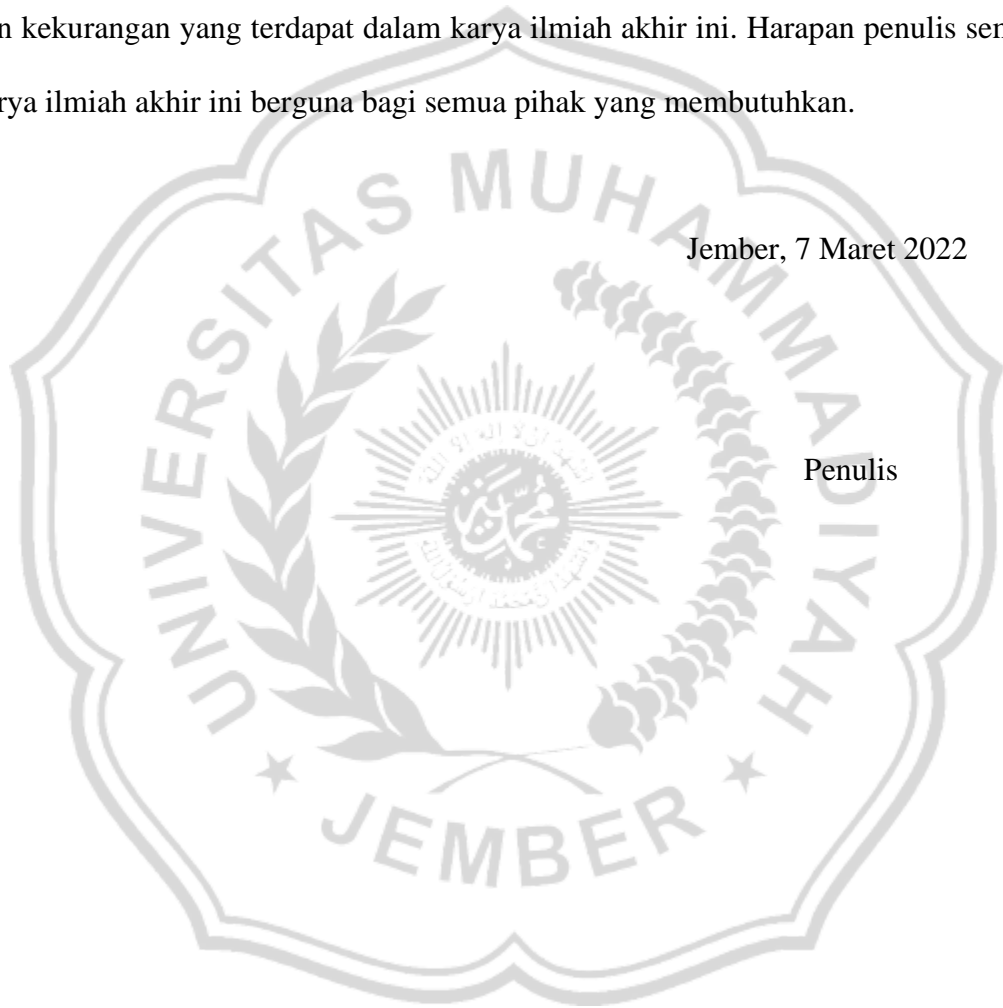 n kekurangan yang terdapat dalam karya ilmiah akhir ini. Harapan penulis sem
rya ilmiah akhir ini berguna bagi semua pihak yang membutuhkan.
Jember, 7 Maret 2022
Penulis
UNIVERSITAS MUHAMMADIYAH
JEMBER